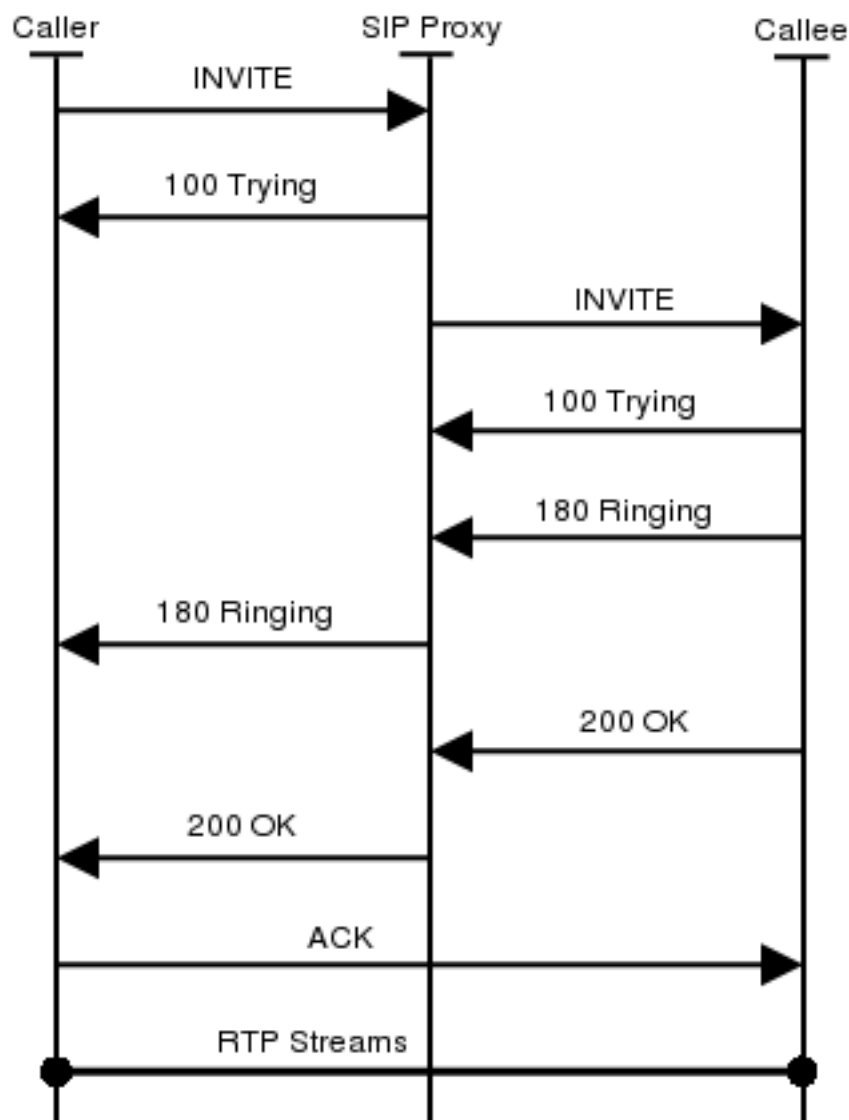 Caller
SIP Proxy
Callee
INVITE
100 Trying
INVITE
100 Trying
180 Ringing
180 Ringing
200 OK
200 OK
ACK
RTP Streams